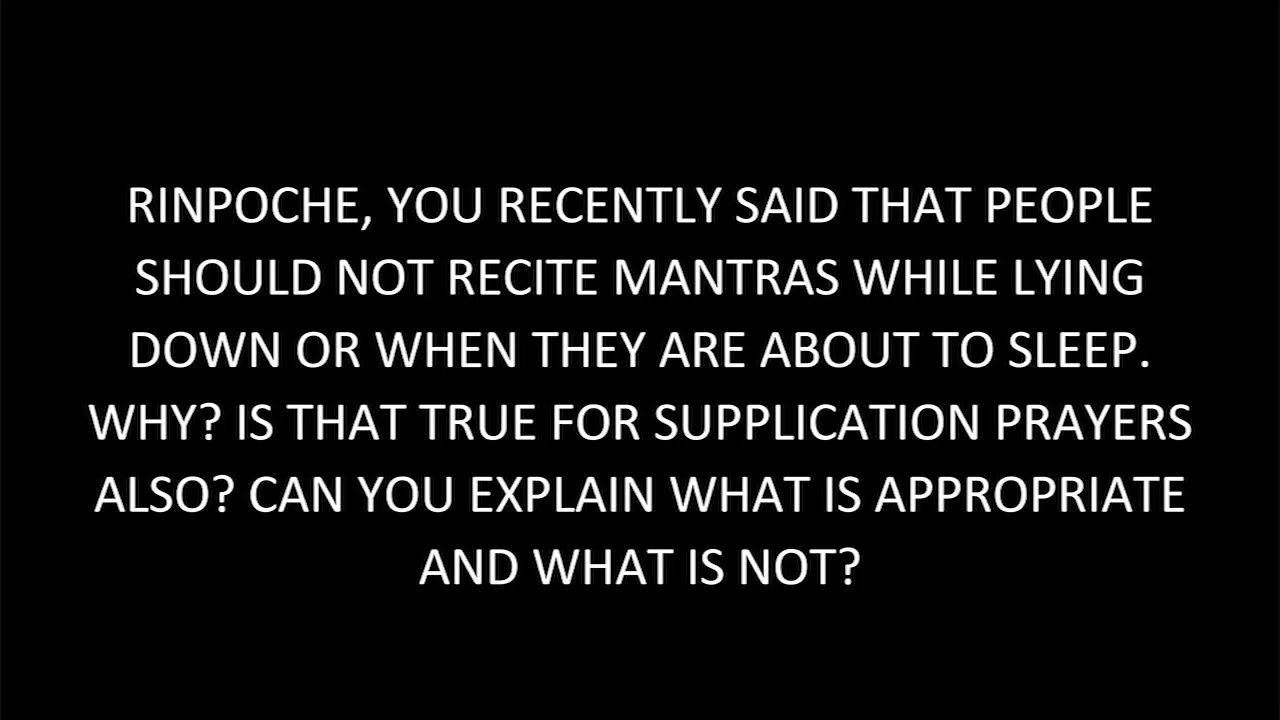 RINPOCHE, YOU RECENTLY SAID THAT PEOPLE
SHOULD NOT RECITE MANTRAS WHILE LYING
DOWN OR WHEN THEY ARE ABOUT TO SLEEP.
WHY? IS THAT TRUE FOR SUPPLICATION PRAYERS
ALSO? CAN YOU EXPLAIN WHAT IS APPROPRIATE
AND WHAT IS NOT?